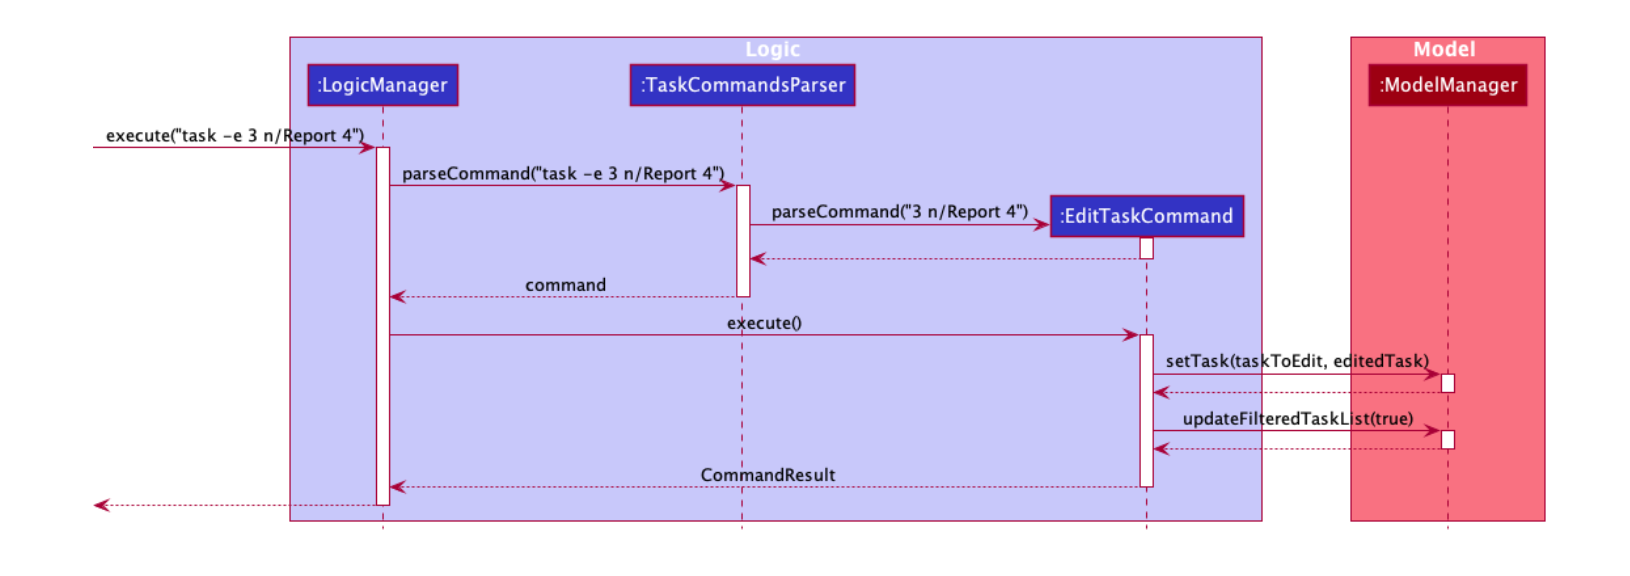 Logic
Model
:LogicManager
:TaskCommandsParser
:ModelManager
execute("task -e 3 n/Report 4")
parseCommand("task -e 3 n/Report 4")
parseCommand("3 n/Report 4")
:EditTaskCommand
command
execute()
setTask(taskToEdit, editedTask)
updateFilteredTaskList(true)
CommandResult